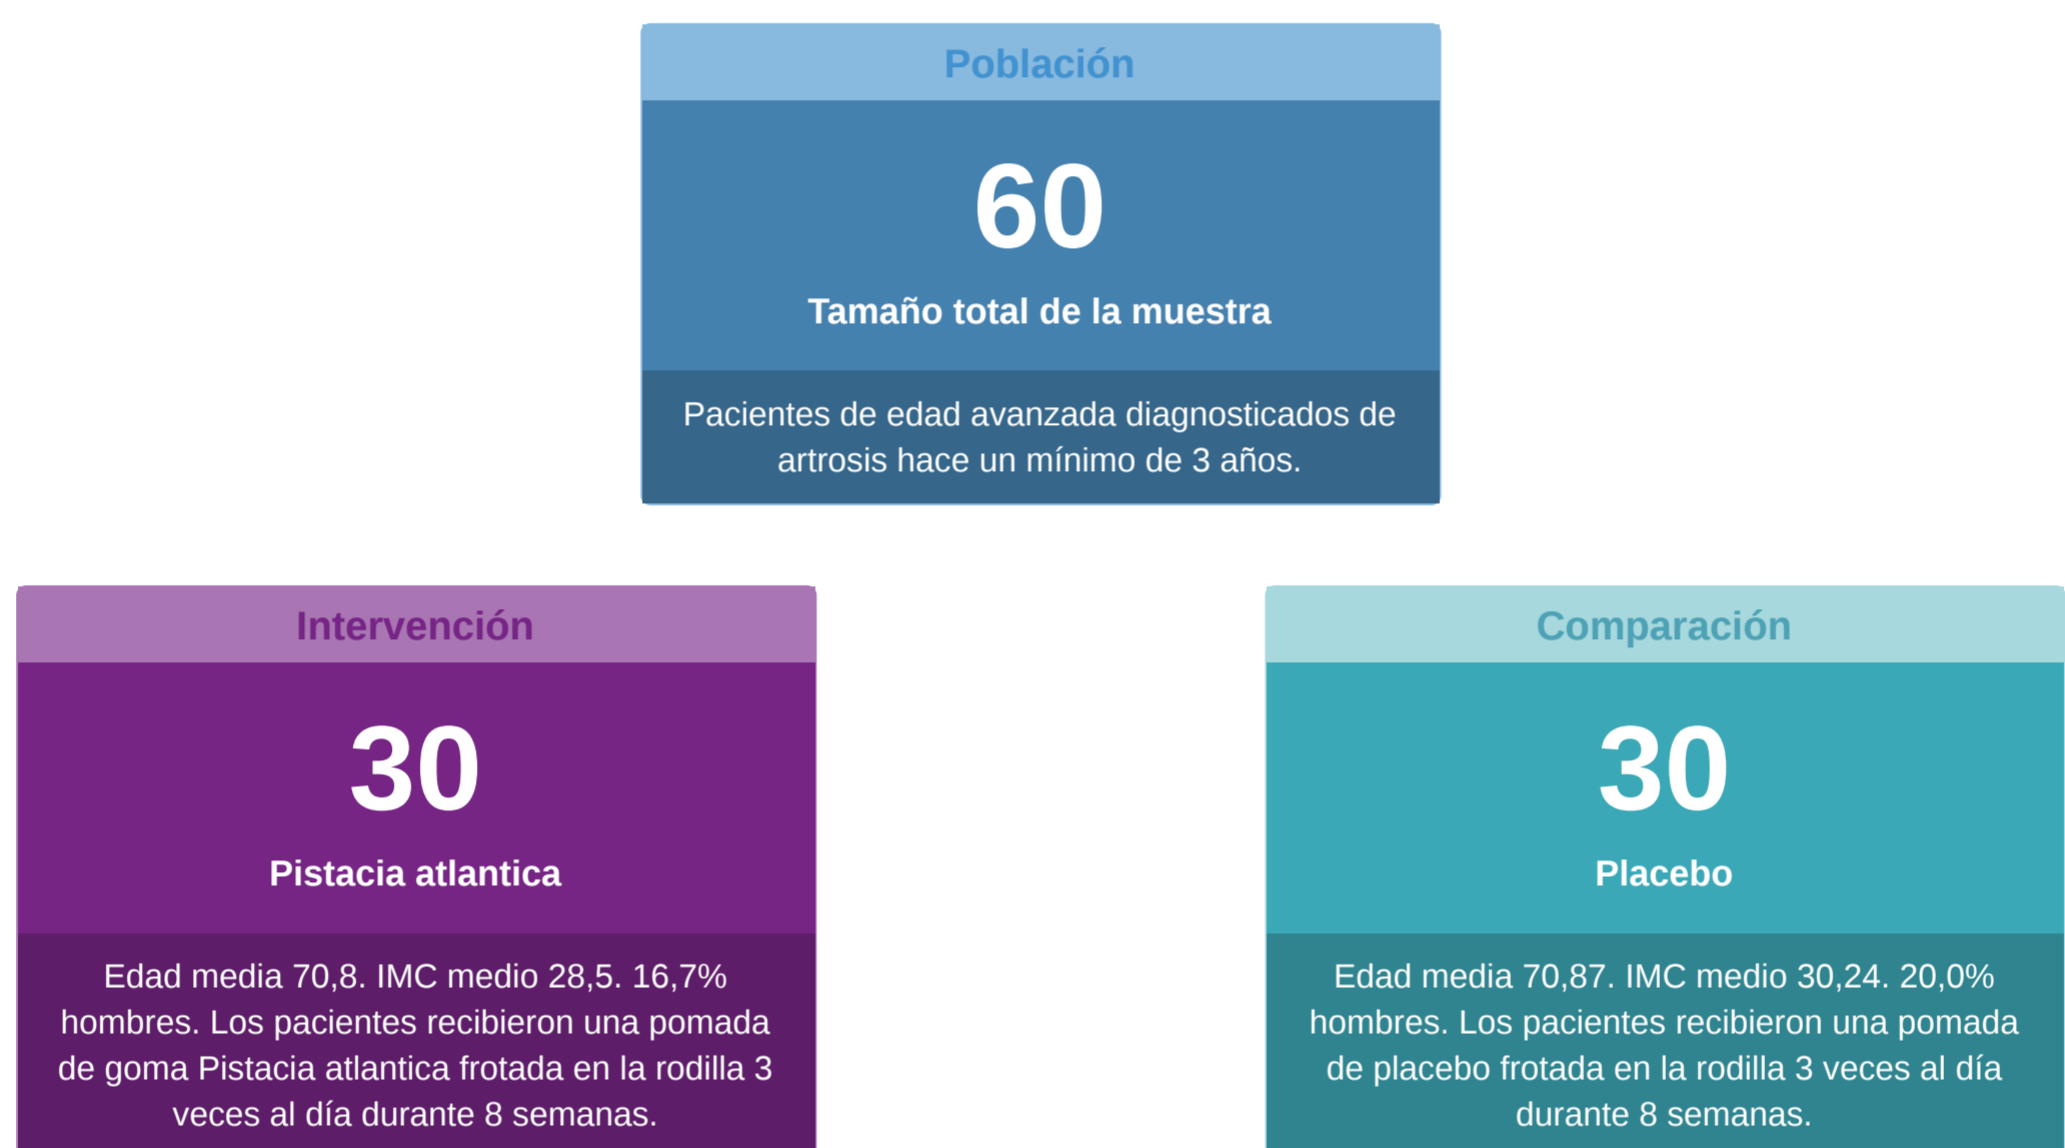 Población
60
Tamaño total de la muestra
Pacientes de edad avanzada diagnosticados de
artrosis hace un mínimo de 3 años.
Intervención
30
Pistacia atlantica
Edad media 70,8. IMC medio 28,5. 16,7%
hombres. Los pacientes recibieron una pomada
de goma Pistacia atlantica frotada en la rodilla 3
veces al día durante 8 semanas.
Comparación
30
Placebo
Edad media 70,87. IMC medio 30,24. 20,0%
hombres. Los pacientes recibieron una pomada
de placebo frotada en la rodilla 3 veces al día
durante 8 semanas.